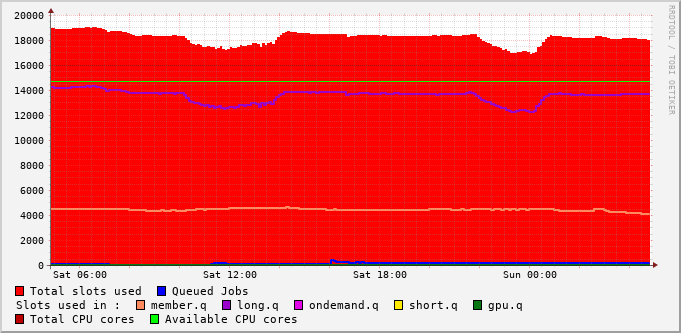 RRDTOOL / TOBI OETIKER
20000
18000
16000
14000
12000
10000
8000
6000
4000
2000
0
Sat 06:00 Sat 12:00 Sat 18:00 Sun 00:00
Total slots used Queued Jobs
Slots used in : member.q long.q ondemand.q short.q gpu.q
Total CPU cores Available CPU cores